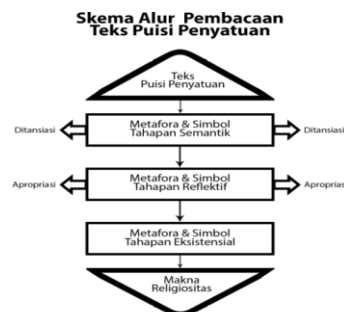 Skema Alur Pembacaan
Teks Puisi Penyatuan
Teks
Puisi Penyatuan
Metafora & Simbol
Tahapan Semantik
Ditansiasi
Ditansiasi
Metafora & Simbol
Tahapan Reflektif
Apropriasi
Apropriasi
Metafora & Simbol
Tahapan Eksistensial
Makna
Religiositas